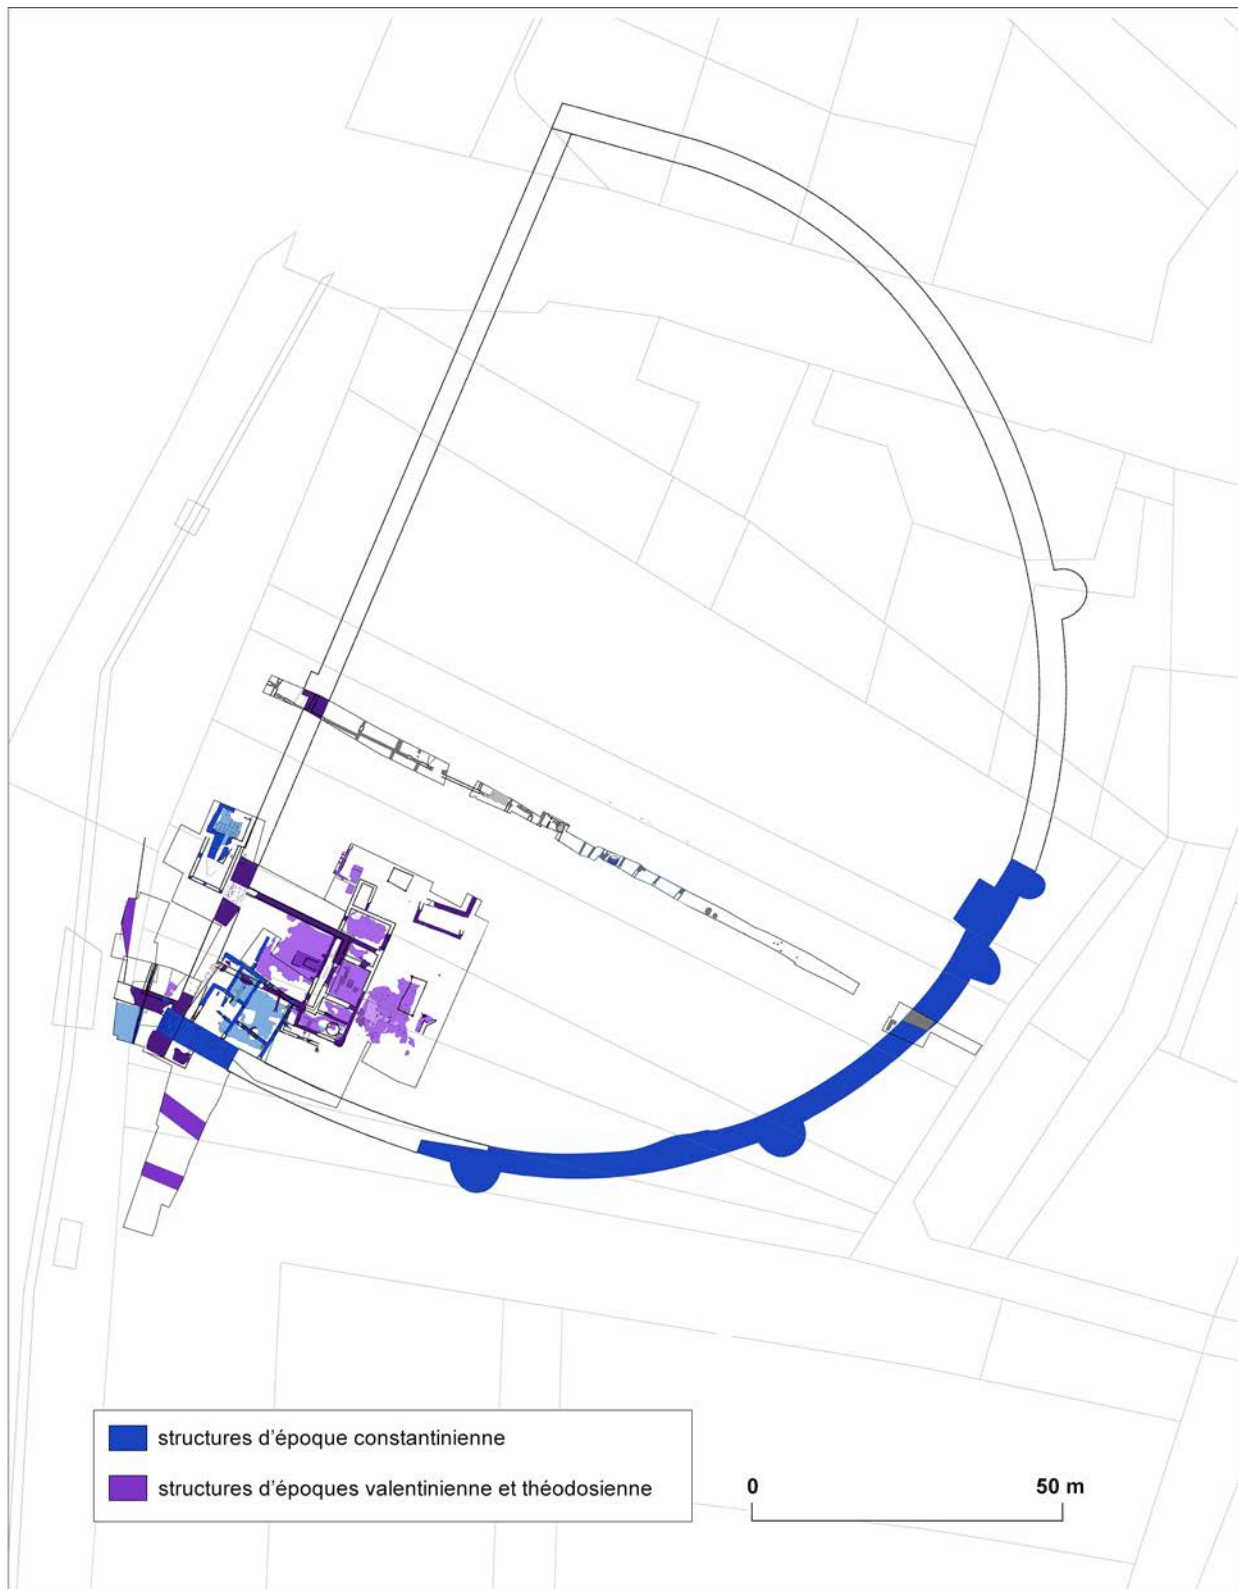 structures d'époque constantinienne
structures d'époques valentinienne et théodosienne
0 50 m